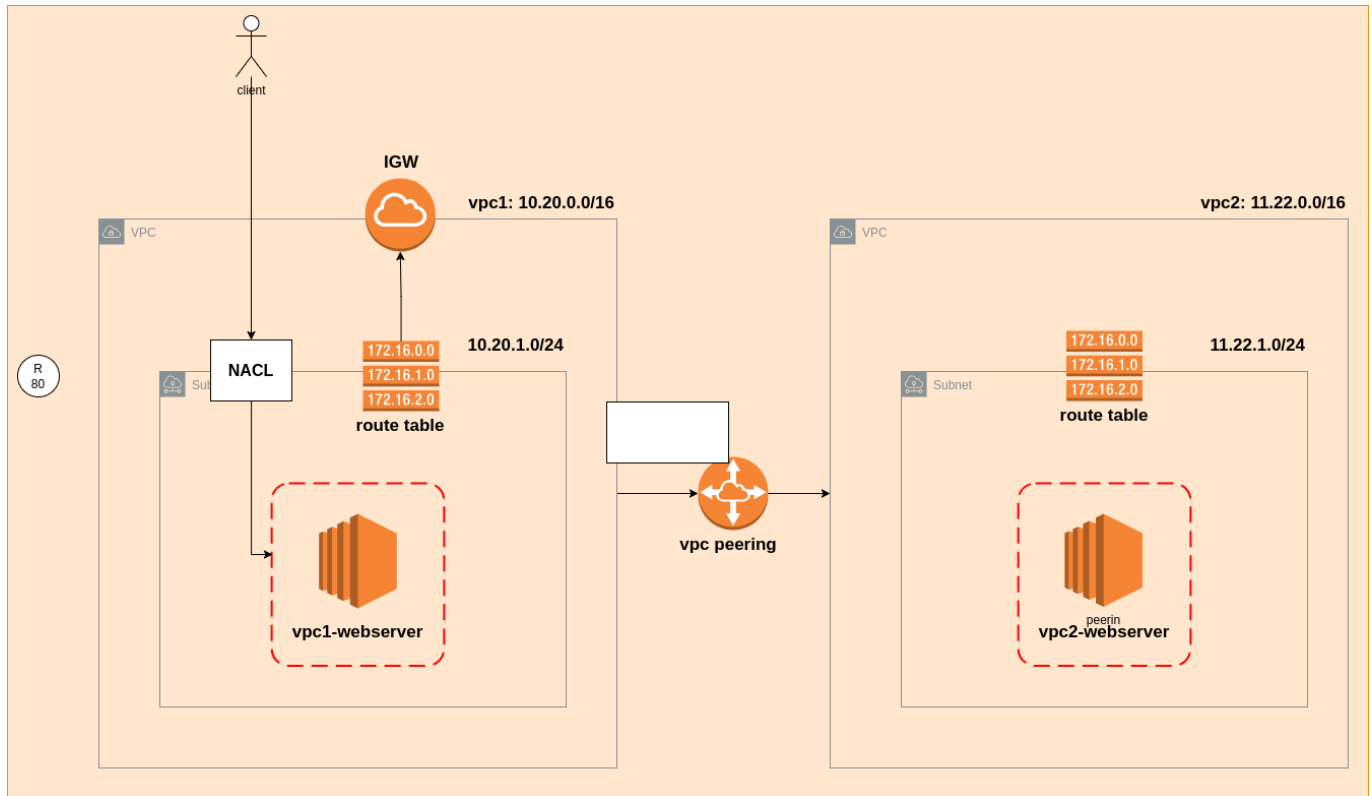 client
IGW
vpc1: 10.20.0.0/16
vpc2: 11.22.0.0/16
VPC
VPC
R
80
NACL
172.16.0.0
172.16.1.0
172.16.2.0
route table
10.20.1.0/24
172.16.0.0
172.16.1.0
172.16.2.0
route table
11.22.1.0/24
Sub
Subnet
vpc peering
vpc1-webserver
peerin
vpc2-webserver